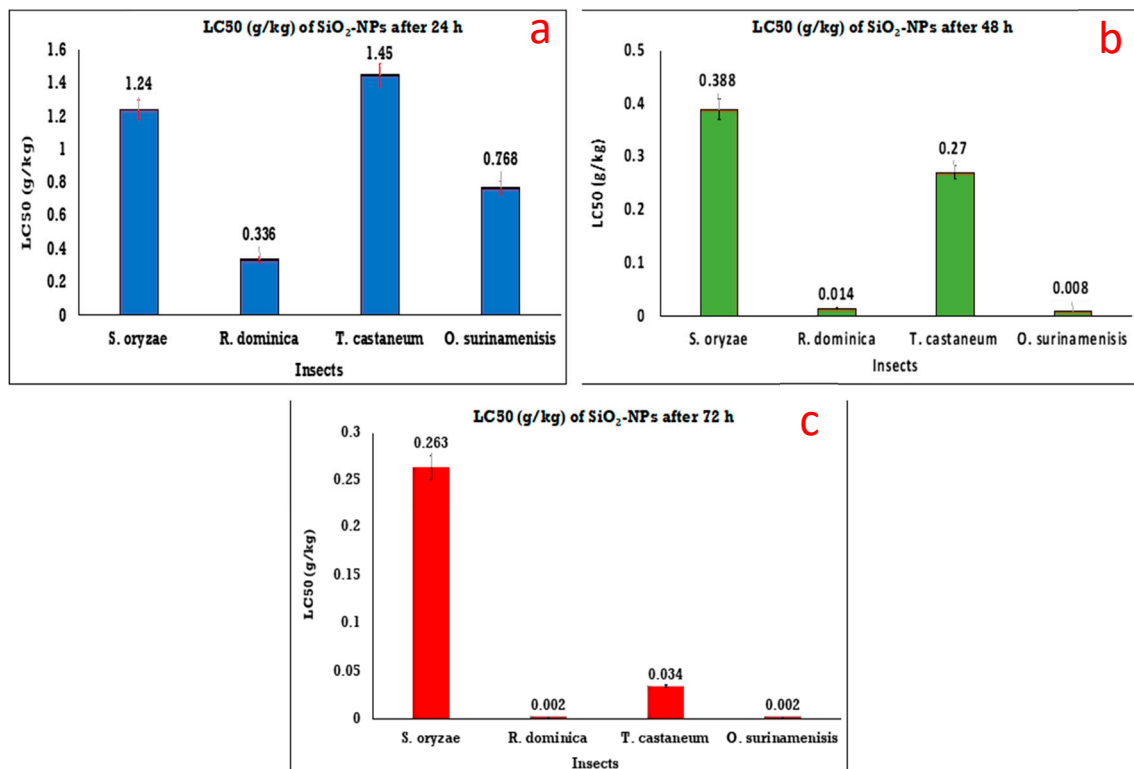 LC50 (g/kg) of SiO₂-NPs after 24 h
a
LC50 (g/kg)
1.6
1.4
1.2
1
0.8
0.6
0.4
0.2
0
1.24
0.336
1.45
0.768
S. oryzae R. dominica T. castaneum O. surinamenisis
Insects
LC50 (g/kg) of SiO₂-NPs after 48 h
b
LC50 (g/kg)
0.5
0.4
0.3
0.2
0.1
0
0.388
0.014
0.27
0.008
S. oryzae R. dominica T. castaneum O. surinamenisis
Insects
LC50 (g/kg) of SiO₂-NPs after 72 h
c
LC50 (g/kg)
0.3
0.25
0.2
0.15
0.1
0.05
0
0.263
0.002
0.034
0.002
S. oryzae R. dominica T. castaneum O. surinamenisis
Insects